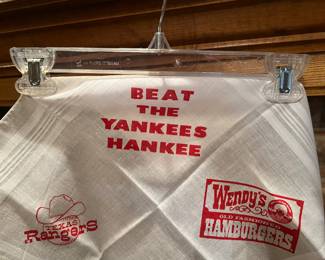 BEAT
THE
YANKEES
HANKEE
TEXAS
Rangers
Wendy's
OLD FASHIONED
HAMBURGERS